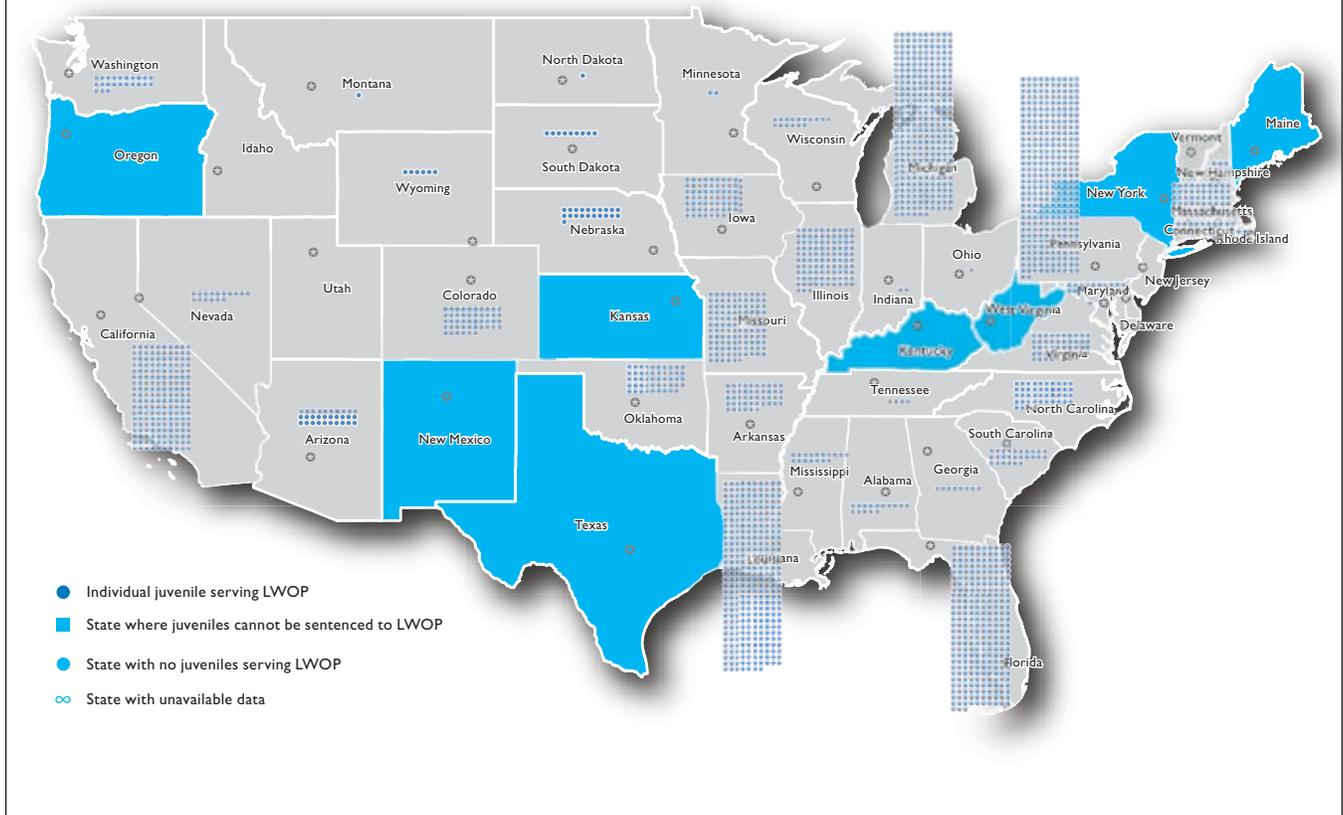 Washington
Montana
North Dakota
Minnesota
Maine
Vermont
Oregon
Idaho
Wyoming
South Dakota
Wisconsin
Michigan
New York
New Hampshire
Massachusetts
Connecticut
Rhode Island
Nebraska
Iowa
Nevada
Utah
Colorado
Kansas
Illinois
Indiana
Ohio
Pennsylvania
New Jersey
Maryland
Delaware
California
Missouri
West Virginia
Virginia
Kentucky
Arizona
New Mexico
Oklahoma
Arkansas
Tennessee
North Carolina
South Carolina
Texas
Mississippi
Alabama
Georgia
Louisiana
Florida
Individual juvenile serving LWOP
State where juveniles cannot be sentenced to LWOP
State with no juveniles serving LWOP
State with unavailable data